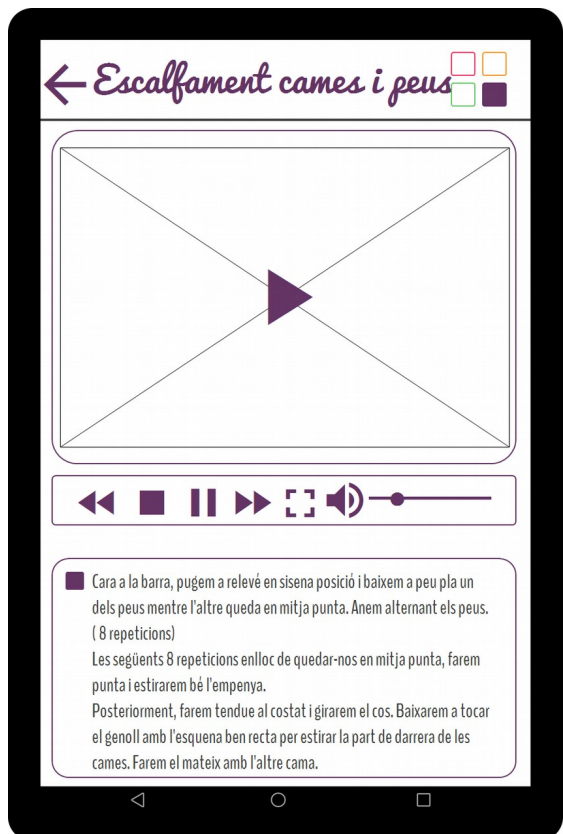 Escalfament cames i peus
Cara a la barra, pugem a relevé en sisena posició i baixem a peu pla un
dels peus mentre l'altre queda en mitja punta. Anem alternant els peus.
( 8 repeticions)
Les següents 8 repeticions enlloc de quedar-nos en mitja punta, farem
punta i estirarem bé l'empenya.
Posteriorment, farem tendue al costat i girarem el cos. Baixarem a tocar
el genoll amb l'esquena ben recta per estirar la part de darrera de les
cames. Farem el mateix amb l'altre cama.